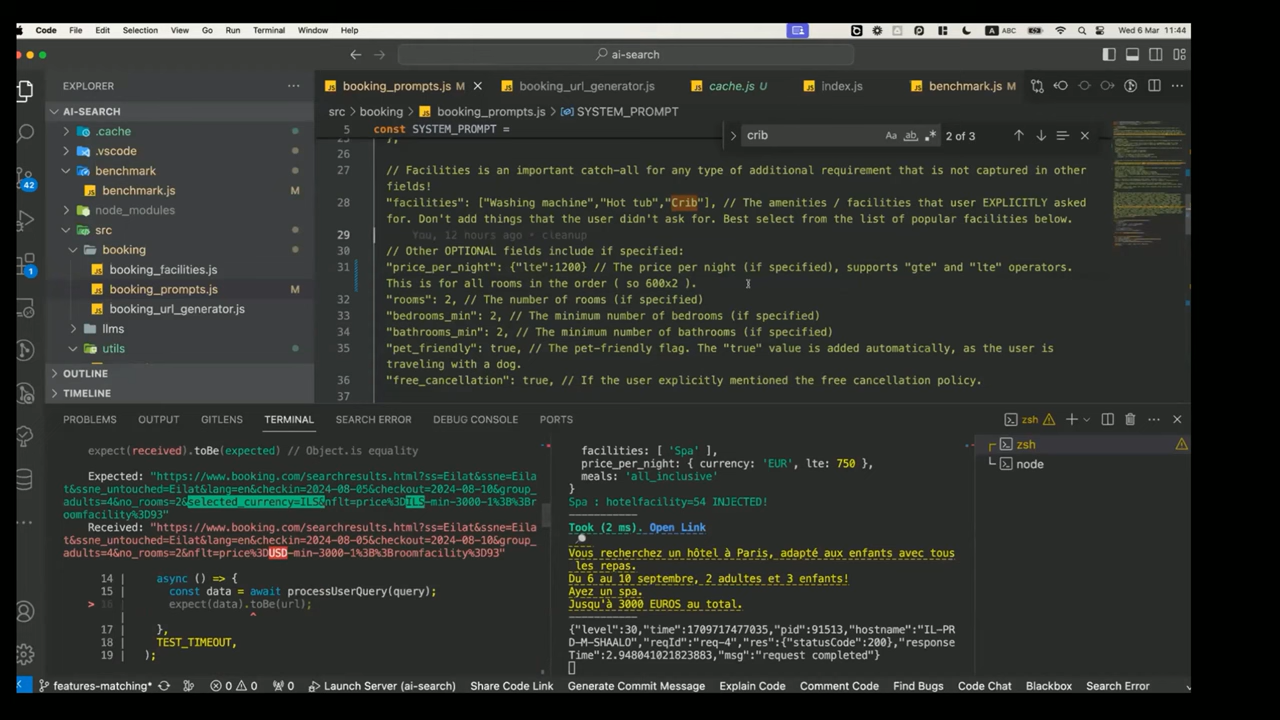 Code File Edit Selection View Go Run Terminal Window Help A ABC Wed 6 Mar 11:44
ai-search
EXPLORER
AI-SEARCH
.cache
.vscode
benchmark
benchmark.js M
node_modules
src
booking
booking_facilities.js
booking_prompts.js M
booking_url_generator.js
llms
utils
OUTLINE
TIMELINE
42
1
booking_prompts.js M booking_url_generator.js cache.js U index.js benchmark.js M
src > booking > booking_prompts.js > SYSTEM_PROMPT
crib Aa ab 2 of 3
5 const SYSTEM_PROMPT =
26
27 // Facilities is an important catch-all for any type of additional requirement that is not captured in other
fields!
28 "facilities": ["Washing machine","Hot tub","Crib"], // The amenities / facilities that user EXPLICITLY asked
for. Don't add things that the user didn't ask for. Best select from the list of popular facilities below.
29 You, 12 hours ago • cleanup
30 // Other OPTIONAL fields include if specified:
31 "price_per_night": {"lte":1200} // The price per night (if specified), supports "gte" and "lte" operators.
This is for all rooms in the order ( so 600x2 ).
32 "rooms": 2, // The number of rooms (if specified)
33 "bedrooms_min": 2, // The minimum number of bedrooms (if specified)
34 "bathrooms_min": 2, // The minimum number of bathrooms (if specified)
35 "pet_friendly": true, // The pet-friendly flag. The "true" value is added automatically, as the user is
traveling with a dog.
36 "free_cancellation": true, // If the user explicitly mentioned the free cancellation policy.
37
PROBLEMS OUTPUT GITLENS TERMINAL SEARCH ERROR DEBUG CONSOLE PORTS
zsh
expect(received).toBe(expected) // Object.is equality
Expected: "https://www.booking.com/searchresults.html?ss=Eilat&ssne=Eila
t&ssne_untouched=Eilat&lang=en&checkin=2024-08-05&checkout=2024-08-10&group_
adults=4&no_rooms=2&selected_currency=ILS&nflt=price%3DILS-min-3000-1%3B%3Br
oomfacility%3D93"
Received: "https://www.booking.com/searchresults.html?ss=Eilat&ssne=Eila
t&ssne_untouched=Eilat&lang=en&checkin=2024-08-05&checkout=2024-08-10&group_
adults=4&no_rooms=2&nflt=price%3DUSD-min-3000-1%3B%3Broomfacility%3D93"
14 | async () => {
15 | const data = await processUserQuery(query);
> 16 | expect(data).toBe(url);
| ^
17 | },
18 | TEST_TIMEOUT,
19 | );
facilities: [ 'Spa' ],
price_per_night: { currency: 'EUR', lte: 750 },
meals: 'all_inclusive'
}
Spa : hotelfacility=54 INJECTED!
Took (2 ms). Open Link
Vous recherchez un hôtel à Paris, adapté aux enfants avec tous
les repas.
Du 6 au 10 septembre, 2 adultes et 3 enfants!
Ayez un spa.
Jusqu'à 3000 EUROS au total.
{"level":30,"time":1709717477035,"pid":91513,"hostname":"IL-PR
D-M-SHAALO","reqId":"req-4","res":{"statusCode":200},"response
Time":2.948041021823883,"msg":"request completed"}
zsh
node
features-matching* 0 0 0 Launch Server (ai-search) Share Code Link Generate Commit Message Explain Code Comment Code Find Bugs Code Chat Blackbox Search Error